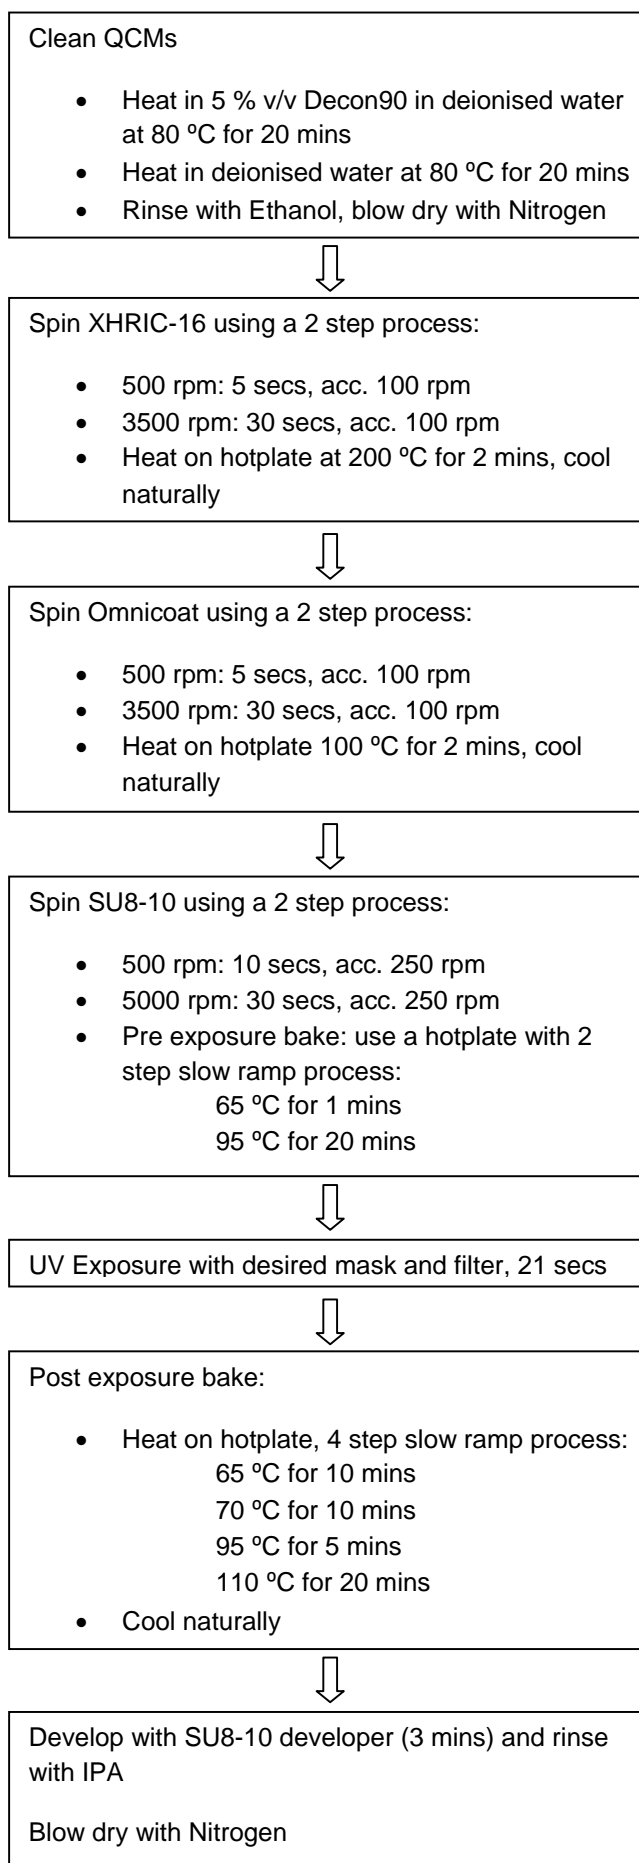 Clean QCMs
• Heat in 5 % v/v Decon90 in deionised water
at 80 ºC for 20 mins
• Heat in deionised water at 80 ºC for 20 mins
• Rinse with Ethanol, blow dry with Nitrogen
Spin XHRIC-16 using a 2 step process:
• 500 rpm: 5 secs, acc. 100 rpm
• 3500 rpm: 30 secs, acc. 100 rpm
• Heat on hotplate at 200 ºC for 2 mins, cool
naturally
Spin Omnicoat using a 2 step process:
• 500 rpm: 5 secs, acc. 100 rpm
• 3500 rpm: 30 secs, acc. 100 rpm
• Heat on hotplate 100 ºC for 2 mins, cool
naturally
Spin SU8-10 using a 2 step process:
• 500 rpm: 10 secs, acc. 250 rpm
• 5000 rpm: 30 secs, acc. 250 rpm
• Pre exposure bake: use a hotplate with 2
step slow ramp process:
65 ºC for 1 mins
95 ºC for 20 mins
UV Exposure with desired mask and filter, 21 secs
Post exposure bake:
• Heat on hotplate, 4 step slow ramp process:
65 ºC for 10 mins
70 ºC for 10 mins
95 ºC for 5 mins
110 ºC for 20 mins
• Cool naturally
Develop with SU8-10 developer (3 mins) and rinse
with IPA
Blow dry with Nitrogen